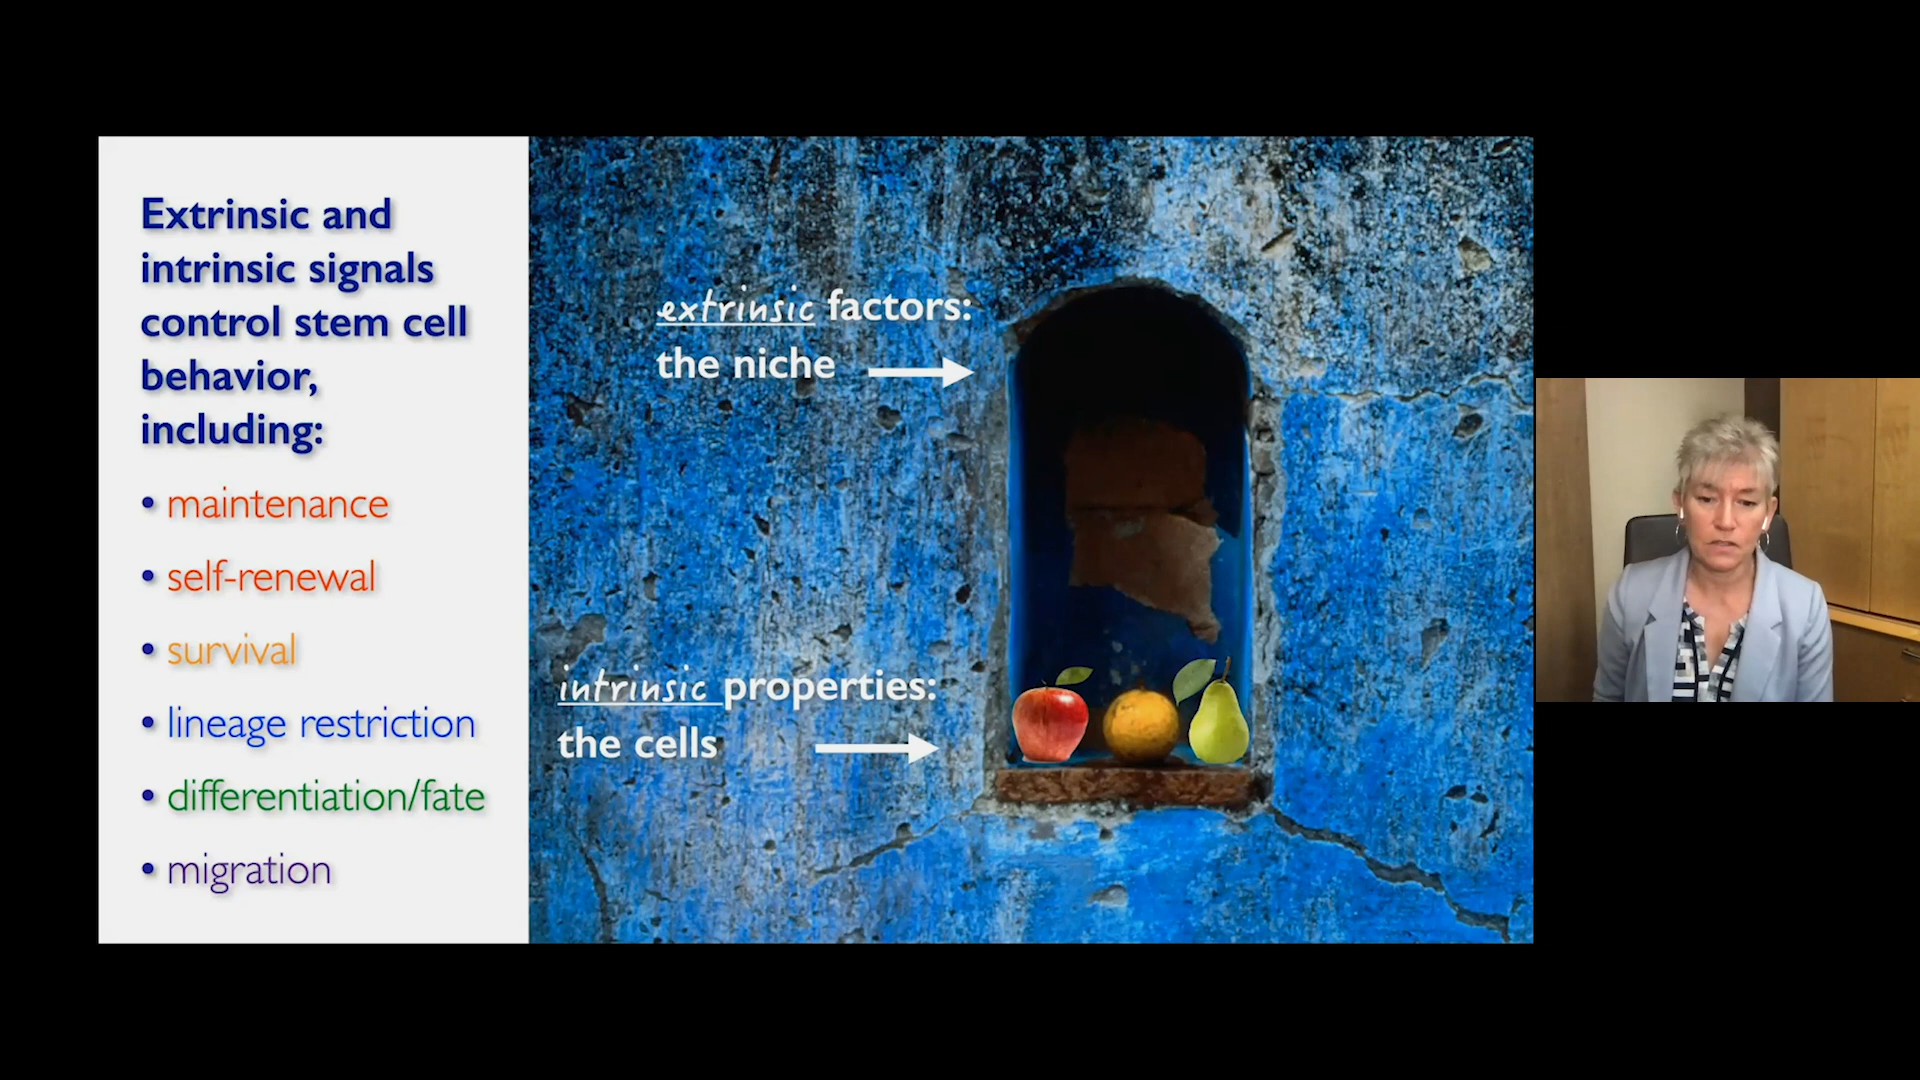 Extrinsic and
intrinsic signals
control stem cell
behavior,
including:
• maintenance
• self-renewal
• survival
• lineage restriction
• differentiation/fate
• migration
extrinsic factors:
the niche
intrinsic properties:
the cells